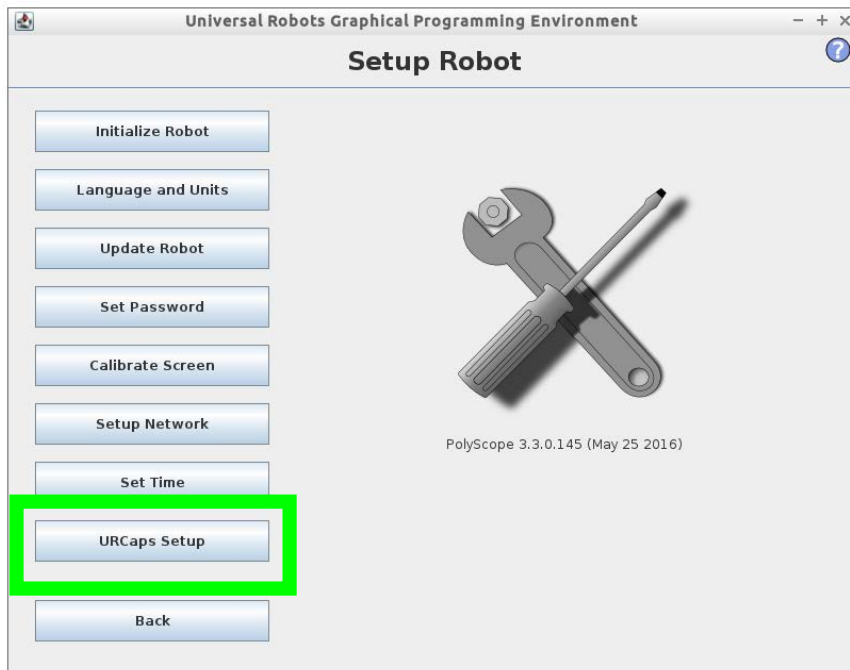 Universal Robots Graphical Programming Environment
Setup Robot
?
Initialize Robot
Language and Units
Update Robot
Set Password
Calibrate Screen
Setup Network
PolyScope 3.3.0.145 (May 25 2016)
Set Time
URCaps Setup
Back